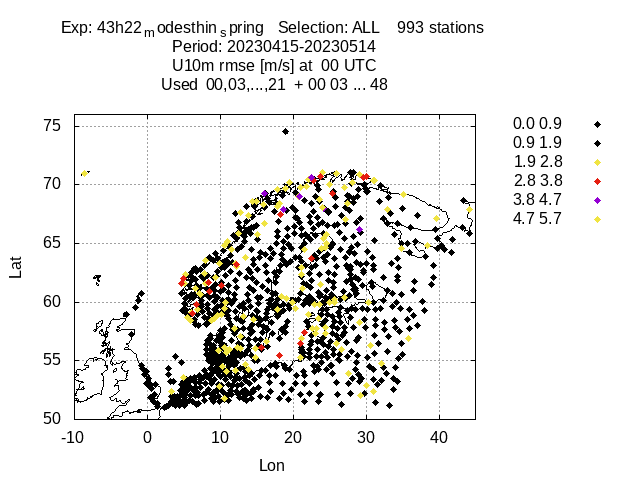 Exp: 43h22modesthinspring Selection: ALL 993 stations
Period: 20230415-20230514
U10m rmse [m/s] at 00 UTC
Used 00,03,...,21 + 00 03 ... 48
75
70
65
60
55
50
Lat
-10 0 10 20 30 40
Lon
0.0 0.9
0.9 1.9
1.9 2.8
2.8 3.8
3.8 4.7
4.7 5.7